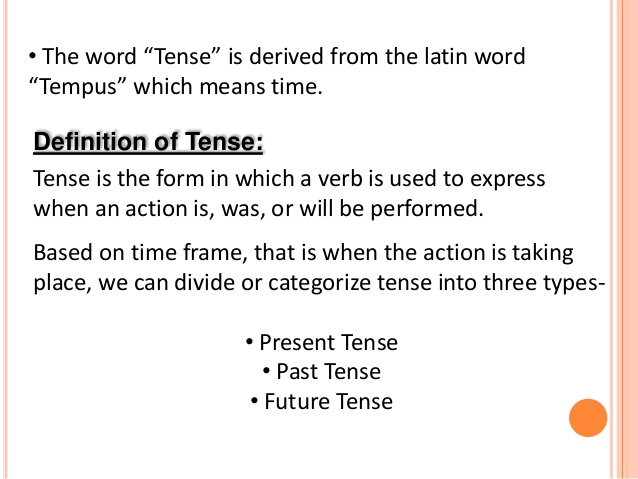 • The word “Tense” is derived from the latin word
“Tempus” which means time.
Definition of Tense:
Tense is the form in which a verb is used to express
when an action is, was, or will be performed.
Based on time frame, that is when the action is taking
place, we can divide or categorize tense into three types-
• Present Tense
• Past Tense
• Future Tense